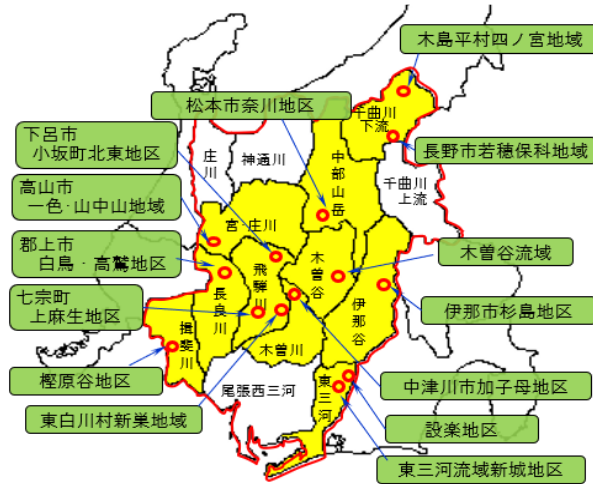 木島平村四ノ宮地域
松本市奈川地区
千曲川
下流
下呂市
小坂町北東地区
庄
川
神通川
中
部
山
岳
長野市若穂保科地域
千曲川
上流
高山市
一色・山中山地域
宮・庄川
郡上市
白鳥・高鷲地区
飛
騨
川
木
曽
谷
木曽谷流域
長
良
川
伊
那
谷
伊那市杉島地区
七宗町
上麻生地区
揖
斐
川
木曽川
樫原谷地区
尾張西三河
東
三
河
中津川市加子母地区
東白川村新巣地域
設楽地区
東三河流域新城地区